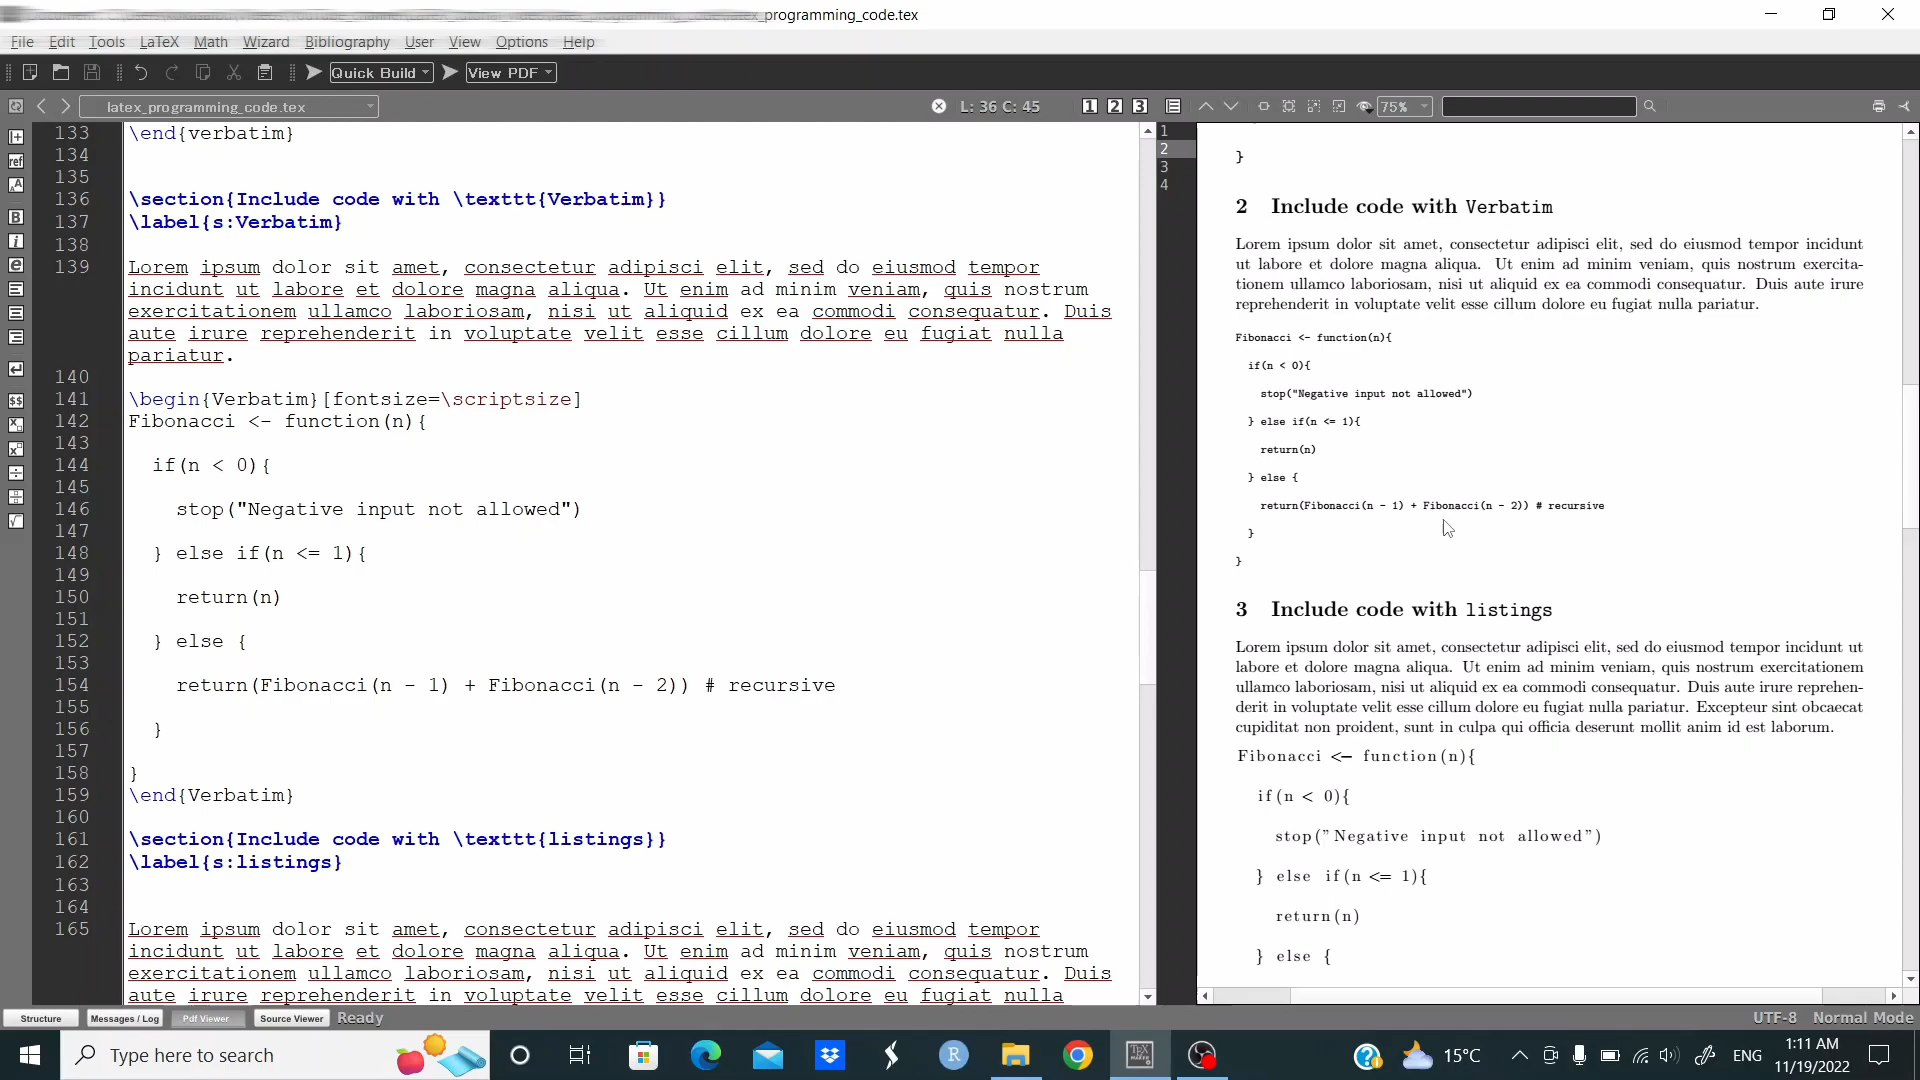 _programming_code.tex
File Edit Tools LaTeX Math Wizard Bibliography User View Options Help
Quick Build View PDF
latex_programming_code.tex L: 36 C: 45 1 2 3 75%
133 \end{verbatim}
134
135
136 \section{Include code with \texttt{Verbatim}}
137 \label{s:Verbatim}
138
139 Lorem ipsum dolor sit amet, consectetur adipisci elit, sed do eiusmod tempor
incidunt ut labore et dolore magna aliqua. Ut enim ad minim veniam, quis nostrum
exercitationem ullamco laboriosam, nisi ut aliquid ex ea commodi consequatur. Duis
aute irure reprehenderit in voluptate velit esse cillum dolore eu fugiat nulla
pariatur.
140
141 \begin{Verbatim}[fontsize=\scriptsize]
142 Fibonacci <- function(n){
143
144 if(n < 0){
145
146 stop("Negative input not allowed")
147
148 } else if(n <= 1){
149
150 return(n)
151
152 } else {
153
154 return(Fibonacci(n - 1) + Fibonacci(n - 2)) # recursive
155
156 }
157
158 }
159 \end{Verbatim}
160
161 \section{Include code with \texttt{listings}}
162 \label{s:listings}
163
164
165 Lorem ipsum dolor sit amet, consectetur adipisci elit, sed do eiusmod tempor
incidunt ut labore et dolore magna aliqua. Ut enim ad minim veniam, quis nostrum
exercitationem ullamco laboriosam, nisi ut aliquid ex ea commodi consequatur. Duis
aute irure reprehenderit in voluptate velit esse cillum dolore eu fugiat nulla
1
2
3
4
}
2 Include code with Verbatim
Lorem ipsum dolor sit amet, consectetur adipisci elit, sed do eiusmod tempor incidunt
ut labore et dolore magna aliqua. Ut enim ad minim veniam, quis nostrum exercita-
tionem ullamco laboriosam, nisi ut aliquid ex ea commodi consequatur. Duis aute irure
reprehenderit in voluptate velit esse cillum dolore eu fugiat nulla pariatur.
Fibonacci <- function(n){
if(n < 0){
stop("Negative input not allowed")
} else if(n <= 1){
return(n)
} else {
return(Fibonacci(n - 1) + Fibonacci(n - 2)) # recursive
}
}
3 Include code with listings
Lorem ipsum dolor sit amet, consectetur adipisci elit, sed do eiusmod tempor incidunt ut
labore et dolore magna aliqua. Ut enim ad minim veniam, quis nostrum exercitationem
ullamco laboriosam, nisi ut aliquid ex ea commodi consequatur. Duis aute irure reprehen-
derit in voluptate velit esse cillum dolore eu fugiat nulla pariatur. Excepteur sint obcaecat
cupiditat non proident, sunt in culpa qui officia deserunt mollit anim id est laborum.
Fibonacci <- function(n){
if(n < 0){
stop("Negative input not allowed")
} else if(n <= 1){
return(n)
} else {
Structure Messages / Log Pdf Viewer Source Viewer Ready UTF-8 Normal Mode
Type here to search 15°C ENG 1:11 AM
11/19/2022